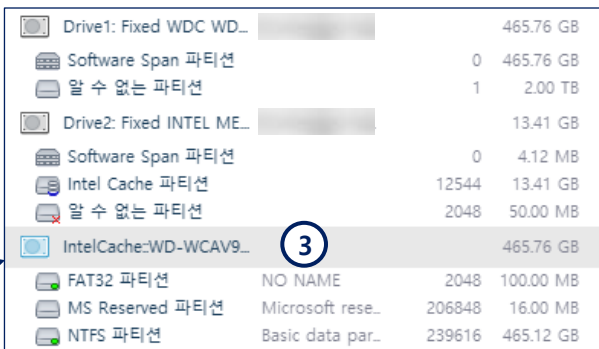 Drive1: Fixed WDC WD... 465.76 GB
Software Span 파티션 0 465.76 GB
알 수 없는 파티션 1 2.00 TB
Drive2: Fixed INTEL ME... 13.41 GB
Software Span 파티션 0 4.12 MB
Intel Cache 파티션 12544 13.41 GB
알 수 없는 파티션 2048 50.00 MB
IntelCache::WD-WCAV9... 3 465.76 GB
FAT32 파티션 NO NAME 2048 100.00 MB
MS Reserved 파티션 Microsoft rese... 206848 16.00 MB
NTFS 파티션 Basic data par... 239616 465.12 GB